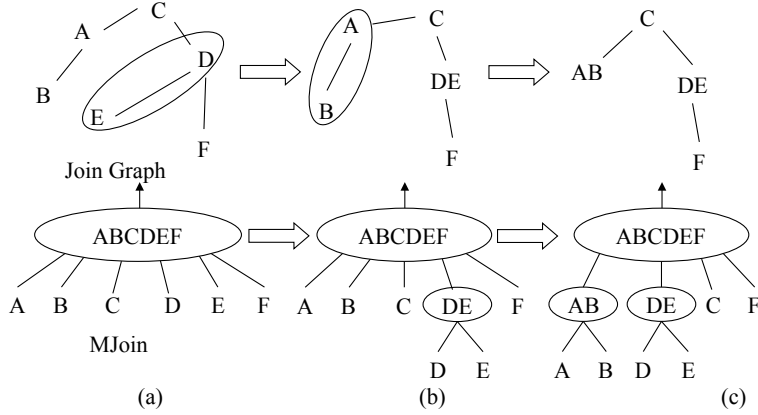 A C A C C
B E D B DE AB DE
F F F
Join Graph
ABCDEF ABCDEF ABCDEF
A B C D E F A B C DE F AB DE C F
MJoin D E A B D E
(a) (b) (c)